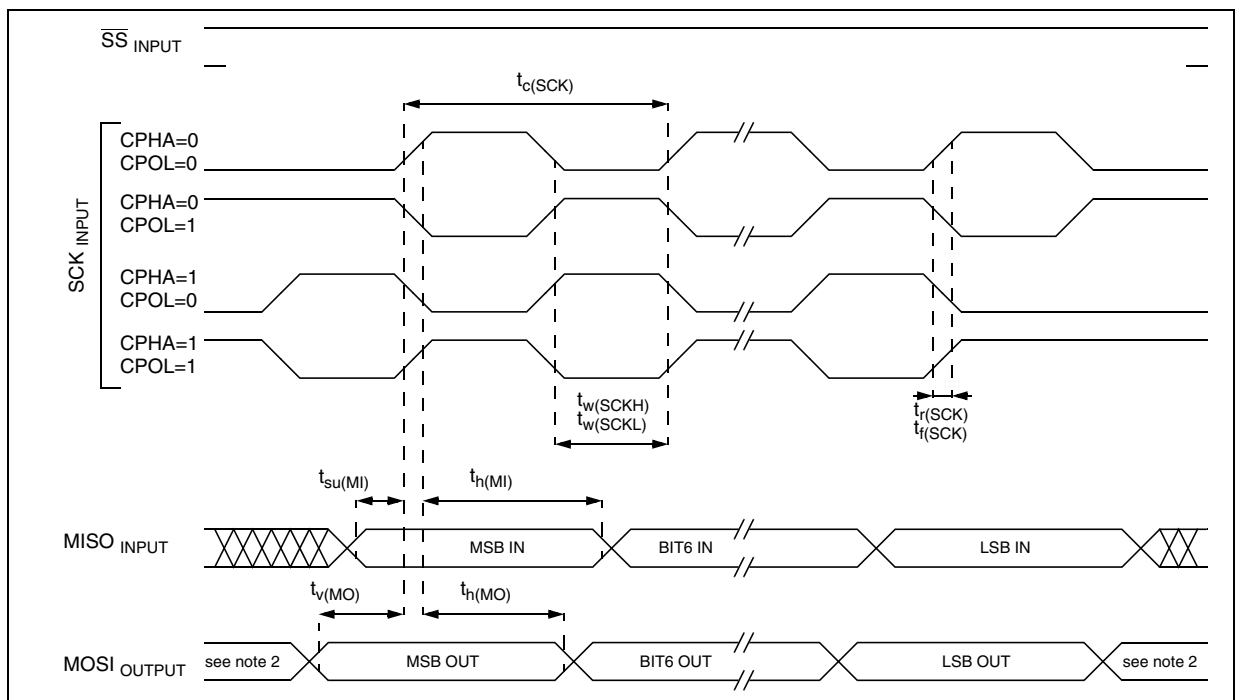 SS INPUT
tc(SCK)
SCK INPUT
CPHA=0
CPOL=0
CPHA=0
CPOL=1
CPHA=1
CPOL=0
CPHA=1
CPOL=1
tw(SCKH)
tw(SCKL)
tr(SCK)
tf(SCK)
tsu(MI)
th(MI)
MISO INPUT
MSB IN
BIT6 IN
LSB IN
tv(MO)
th(MO)
MOSI OUTPUT
see note 2
MSB OUT
BIT6 OUT
LSB OUT
see note 2